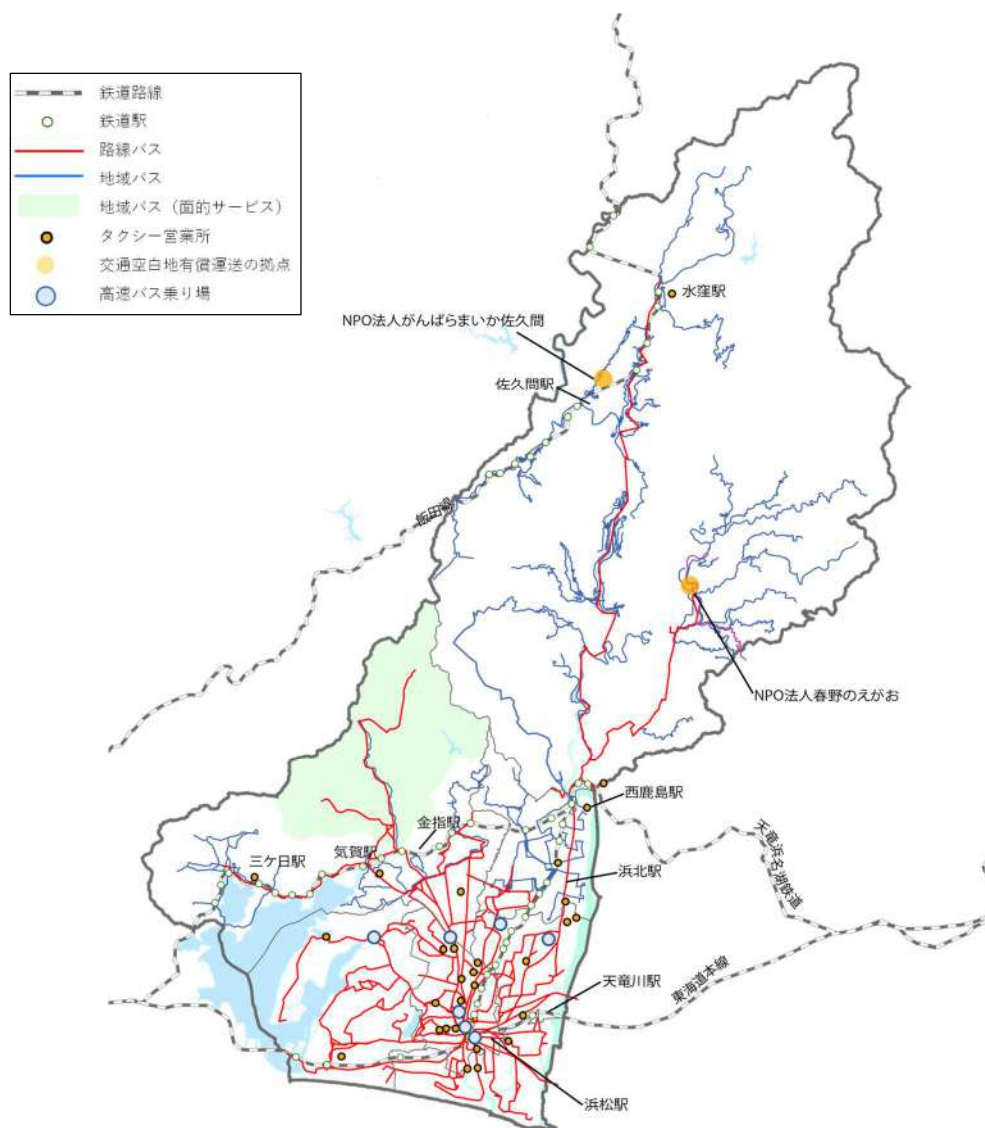 鉄道路線
鉄道駅
路線バス
地域バス
地域バス（面的サービス）
タクシー営業所
交通空白地有償運送の拠点
高速バス乗り場
水窪駅
NPO法人がんばらまいか佐久間
佐久間駅
飯田線
NPO法人春野のえがお
西鹿島駅
金指駅
気賀駅
三ケ日駅
浜北駅
天竜浜名湖鉄道
天竜川駅
東海道本線
浜松駅